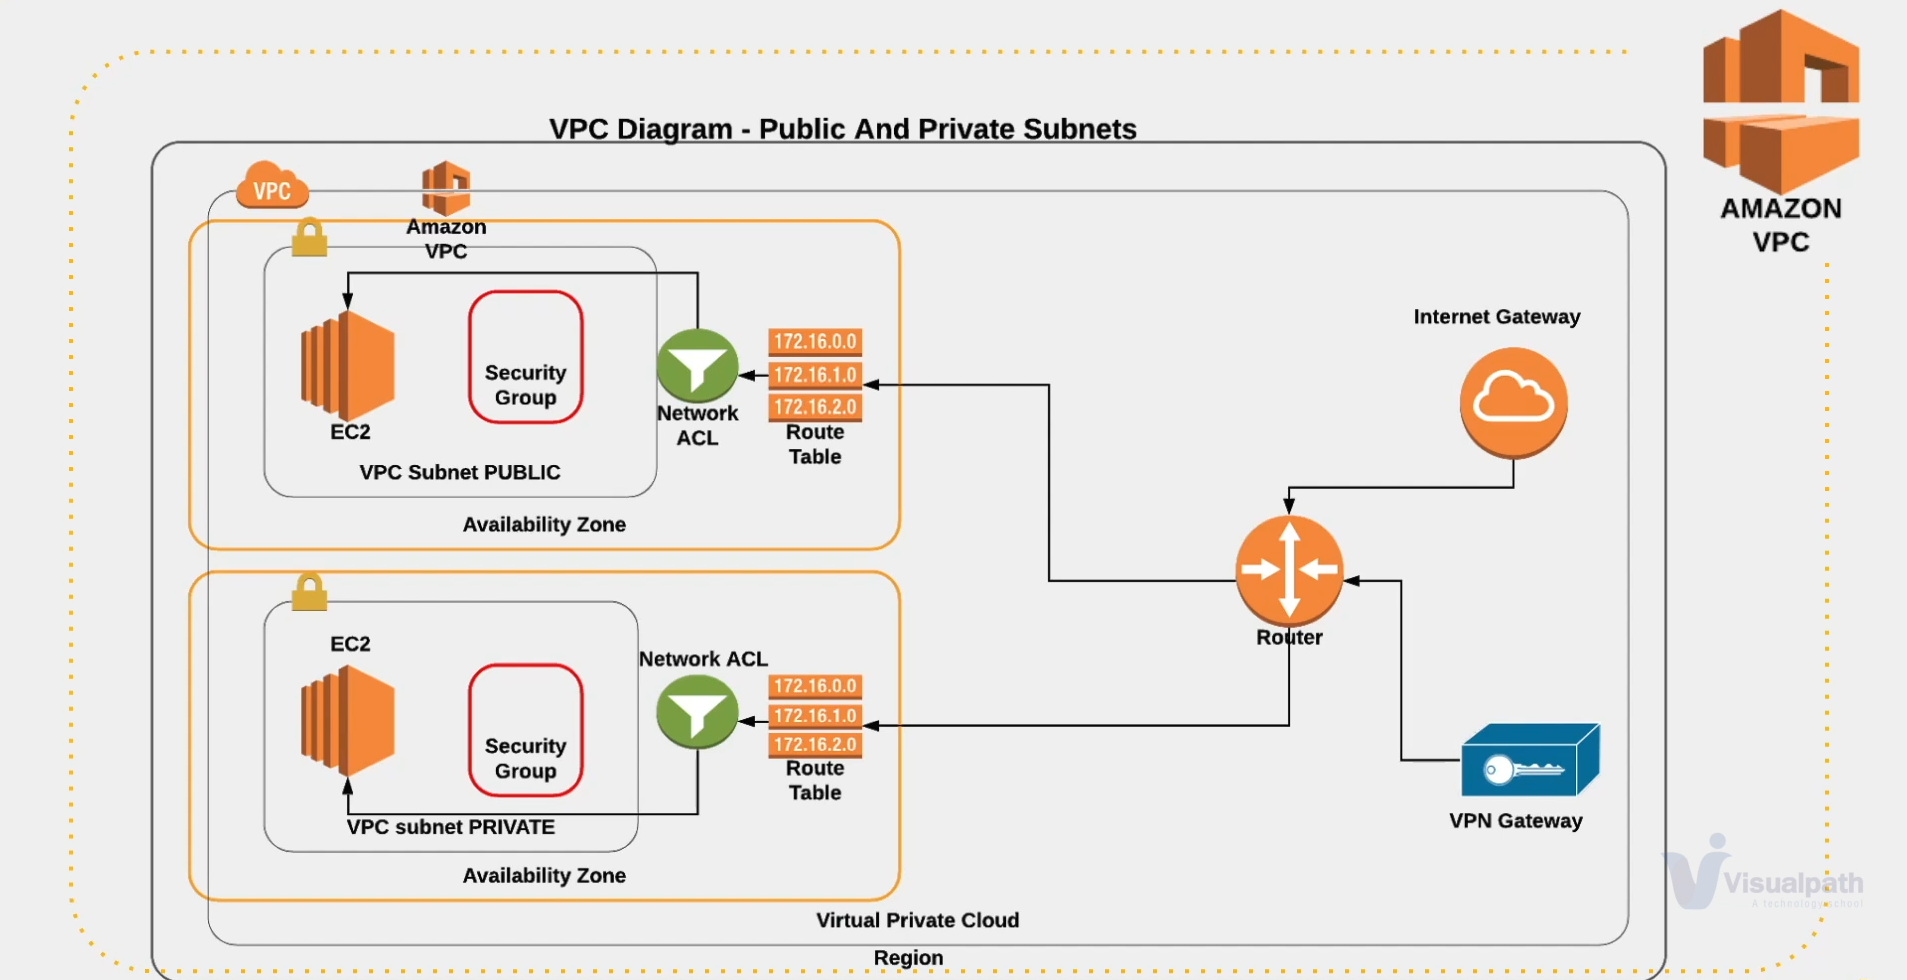 VPC Diagram - Public And Private Subnets
AMAZON
VPC
VPC
Amazon
VPC
EC2
Security
Group
Network
ACL
172.16.0.0
172.16.1.0
172.16.2.0
Route
Table
VPC Subnet PUBLIC
Availability Zone
Internet Gateway
Router
EC2
Security
Group
Network ACL
172.16.0.0
172.16.1.0
172.16.2.0
Route
Table
VPC subnet PRIVATE
Availability Zone
VPN Gateway
Virtual Private Cloud
Region
Visualpath
A technology school